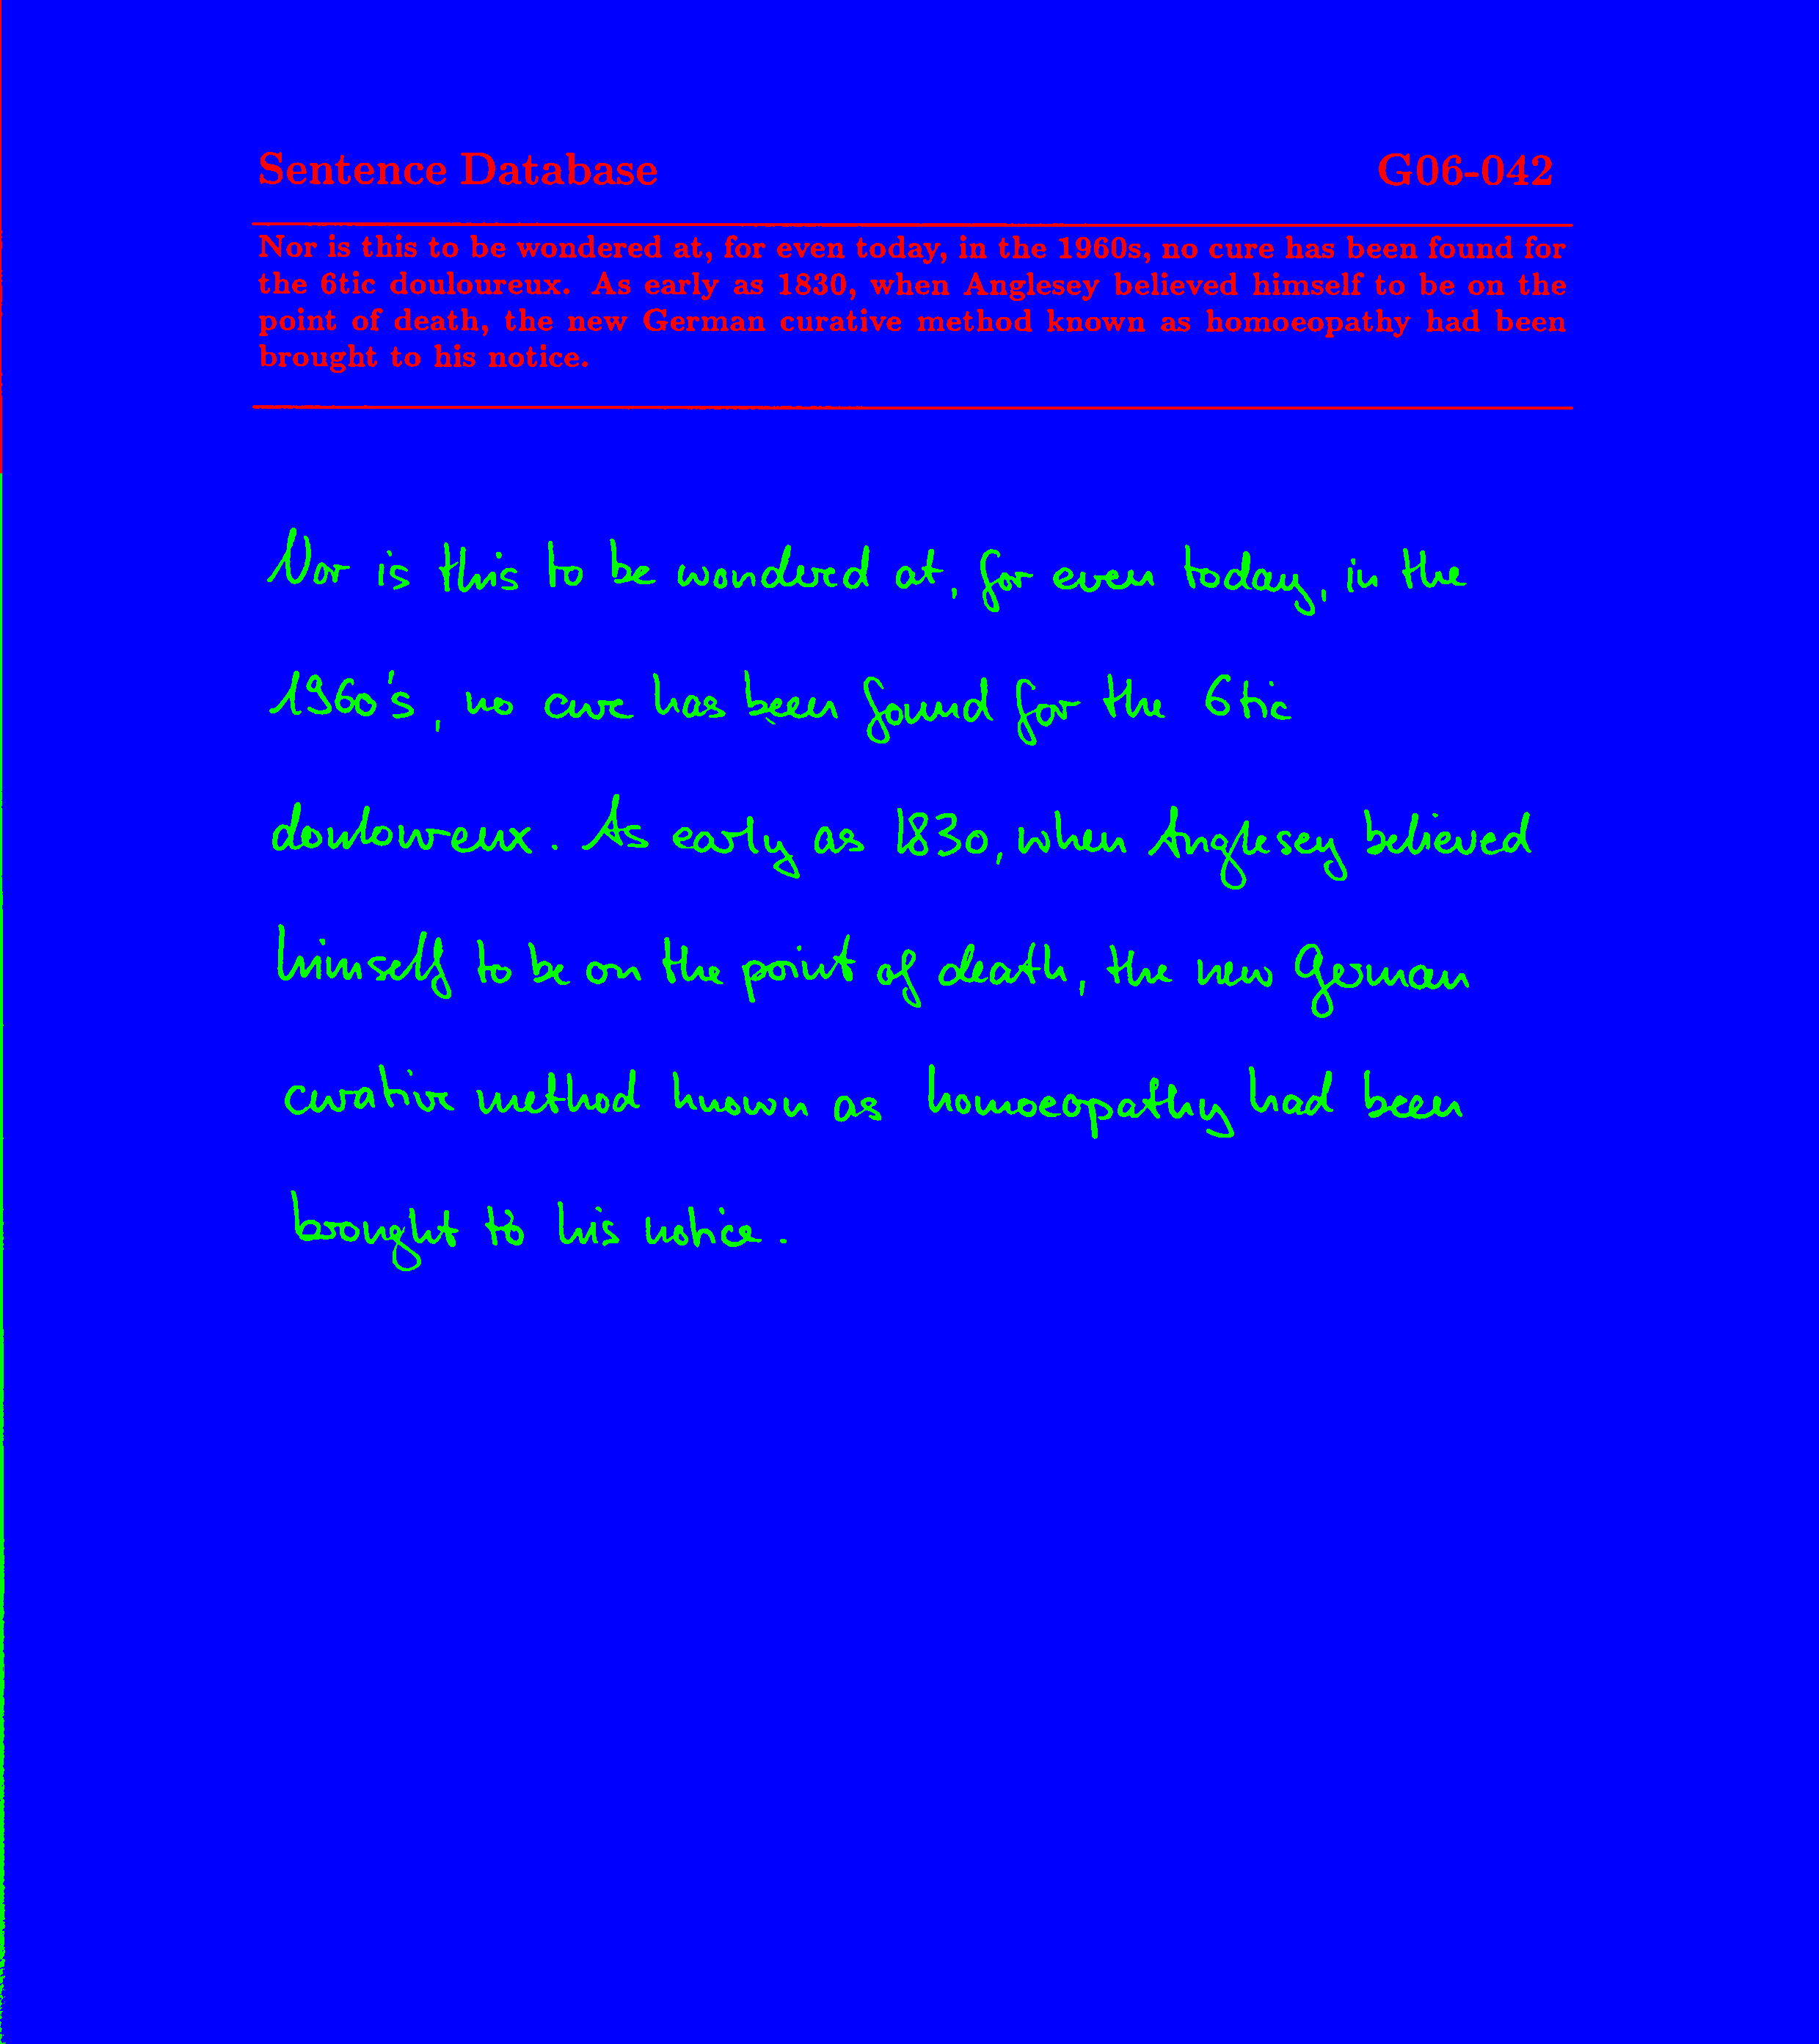 Sentence Database G06-042
Nor is this to be wondered at, for even today, in the 1960s, no cure has been found for
the 6tic douloureux. As early as 1830, when Anglesey believed himself to be on the
point of death, the new German curative method known as homoeopathy had been
brought to his notice.
Nor is this to be wondered at, for even today, in the
1960's, no cure has been found for the 6tic
douloureux. As early as 1830, when Anglesey believed
himself to be on the point of death, the new German
curative method known as homoeopathy had been
brought to his notice.